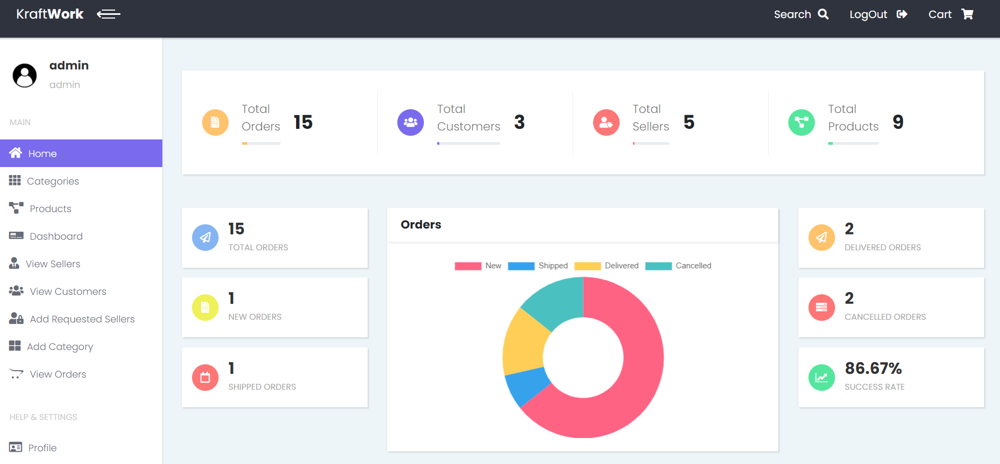 KraftWork
Search
LogOut
Cart
admin
admin
MAIN
Home
Categories
Products
Dashboard
View Sellers
View Customers
Add Requested Sellers
Add Category
View Orders
HELP & SETTINGS
Profile
Total
Orders
15
Total
Customers
3
Total
Sellers
5
Total
Products
9
15
TOTAL ORDERS
1
NEW ORDERS
1
SHIPPED ORDERS
Orders
New
Shipped
Delivered
Cancelled
2
DELIVERED ORDERS
2
CANCELLED ORDERS
86.67%
SUCCESS RATE